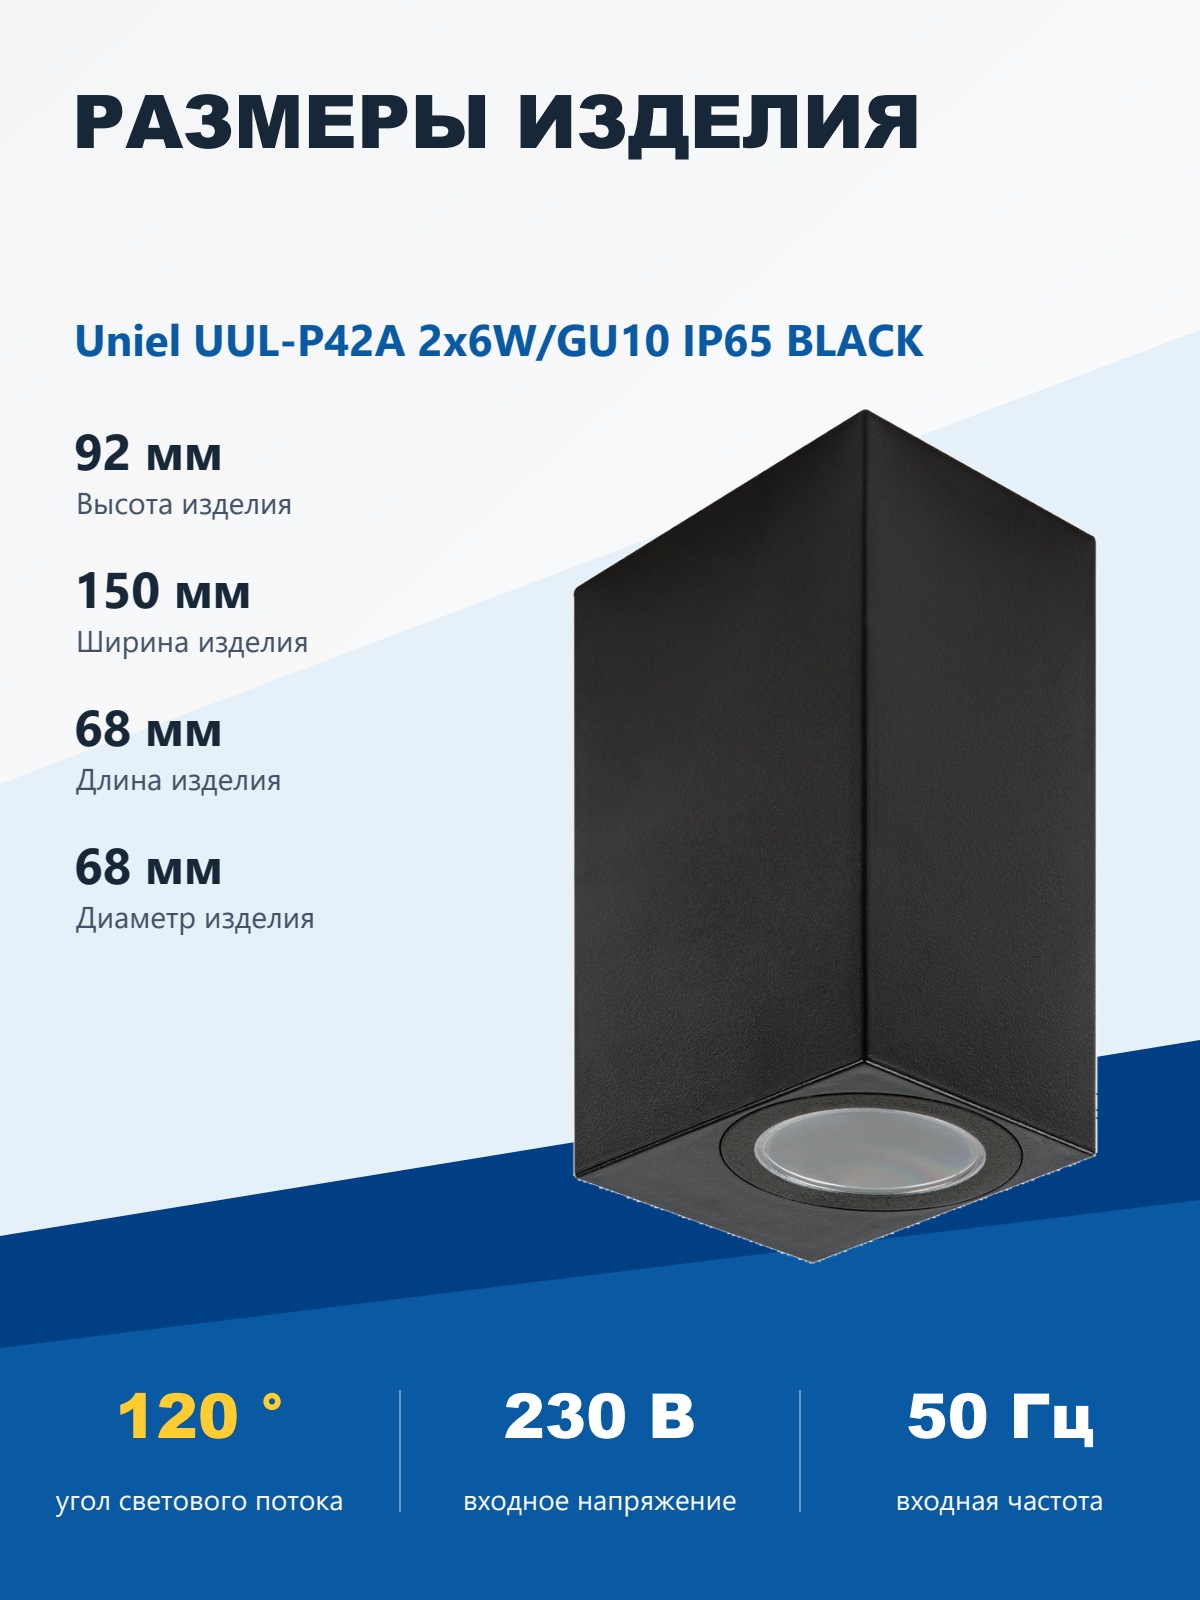 РАЗМЕРЫ ИЗДЕЛИЯ
Uniel UUL-P42A 2x6W/GU10 IP65 BLACK
92 мм
Высота изделия
150 мм
Ширина изделия
68 мм
Длина изделия
68 мм
Диаметр изделия
120 °
угол светового потока
230 В
входное напряжение
50 Гц
входная частота